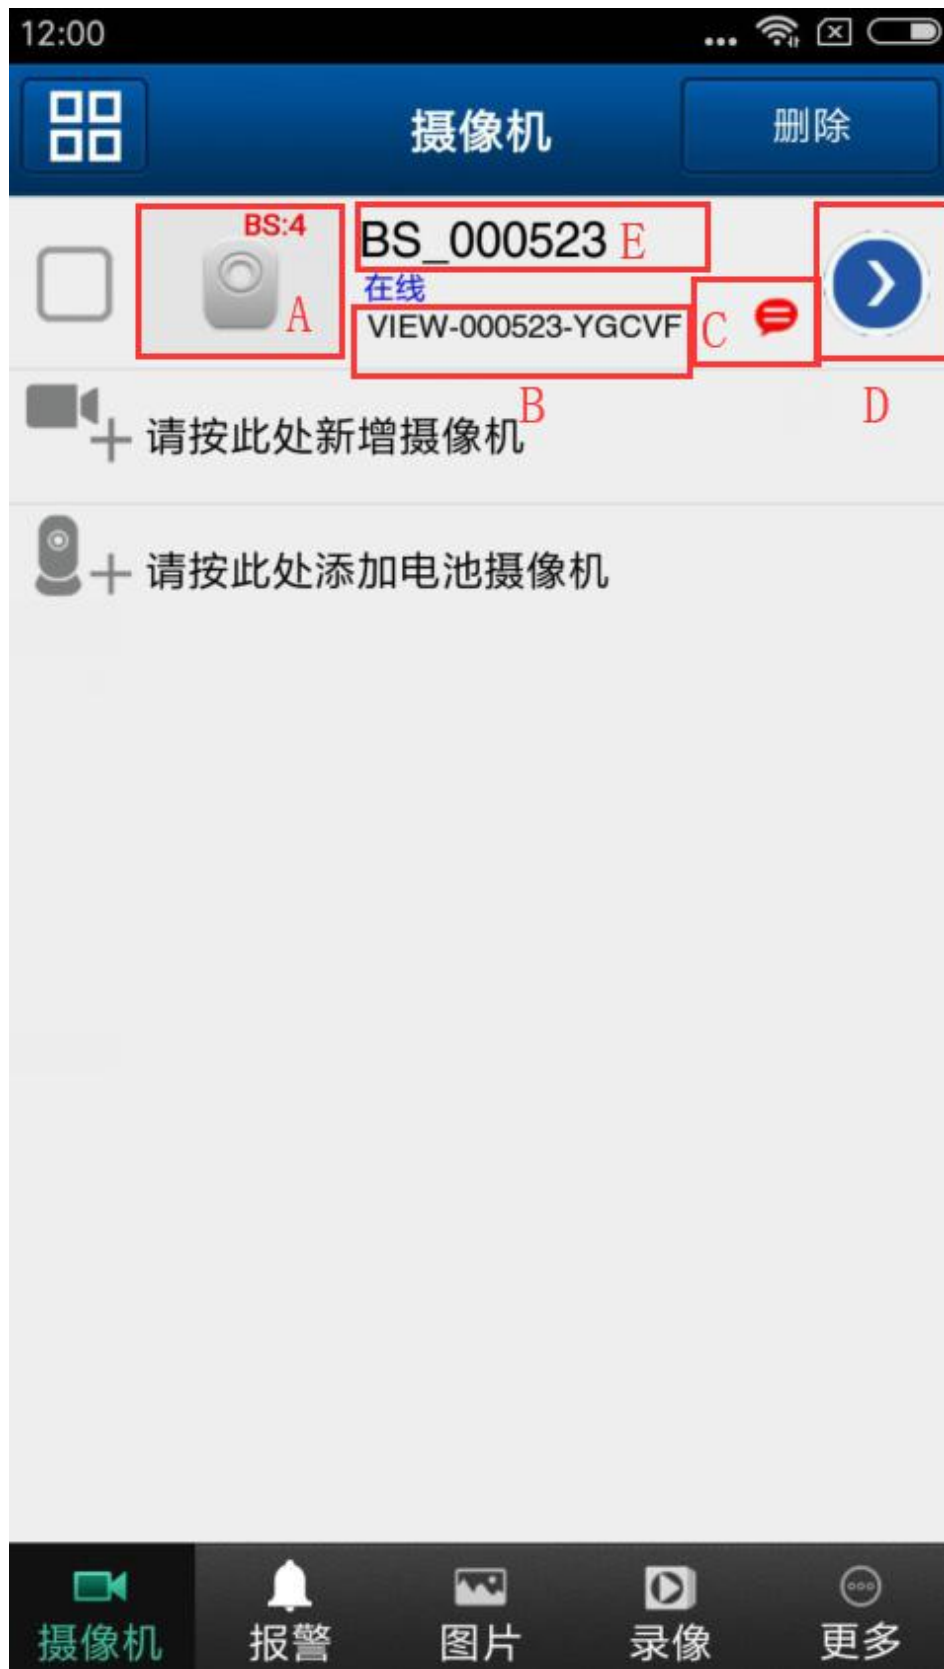 12:00
摄像机
删除
BS:4
A
BS_000523 E
在线
VIEW-000523-YGCVF
C
B
D
请按此处新增摄像机
请按此处添加电池摄像机
摄像机
报警
图片
录像
更多